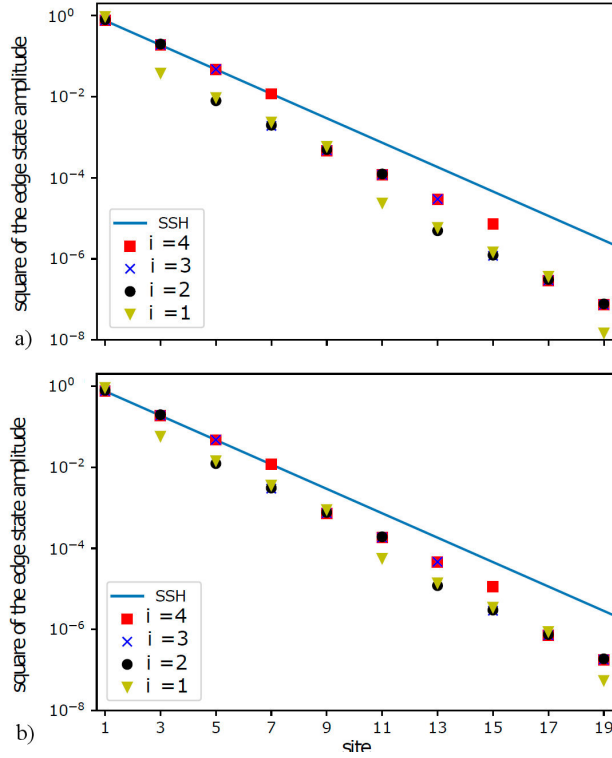 square of the edge state amplitude
10^0
10^-2
10^-4
10^-6
10^-8
SSH
i =4
i =3
i =2
i =1
a)
square of the edge state amplitude
10^0
10^-2
10^-4
10^-6
10^-8
SSH
i =4
i =3
i =2
i =1
b)
1 3 5 7 9 11 13 15 17 19
site